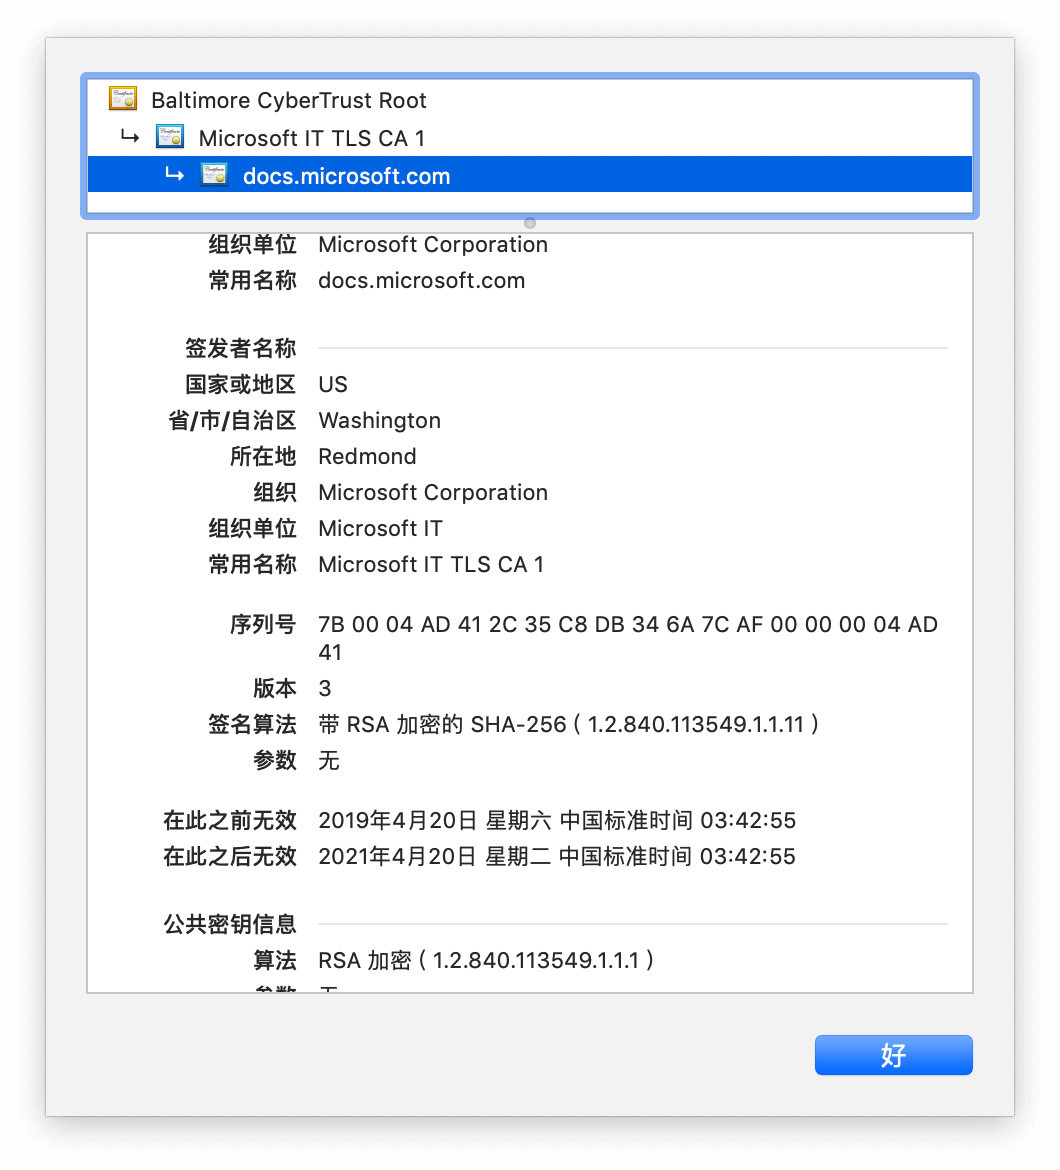 Baltimore CyberTrust Root
Microsoft IT TLS CA 1
docs.microsoft.com
组织单位 Microsoft Corporation
常用名称 docs.microsoft.com
签发者名称
国家或地区 US
省/市/自治区 Washington
所在地 Redmond
组织 Microsoft Corporation
组织单位 Microsoft IT
常用名称 Microsoft IT TLS CA 1
序列号 7B 00 04 AD 41 2C 35 C8 DB 34 6A 7C AF 00 00 00 04 AD
41
版本 3
签名算法 带 RSA 加密的 SHA-256 ( 1.2.840.113549.1.1.11 )
参数 无
在此之前无效 2019年4月20日 星期六 中国标准时间 03:42:55
在此之后无效 2021年4月20日 星期二 中国标准时间 03:42:55
公共密钥信息
算法 RSA 加密 ( 1.2.840.113549.1.1.1 )
好